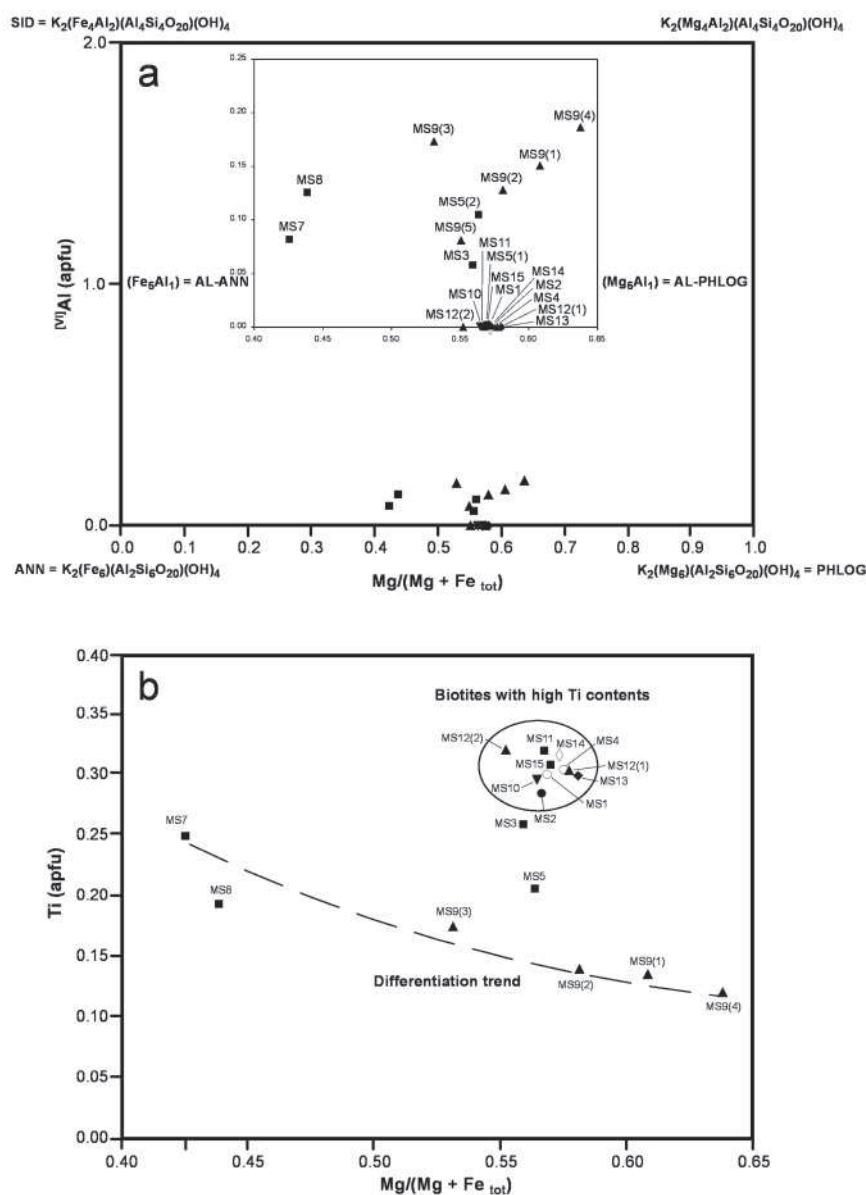 SID = K2(Fe4Al2)(Al4Si4O20)(OH)4
K2(Mg4Al2)(Al4Si4O20)(OH)4
2.0
a
0.25
MS9(4)
0.20
MS9(3)
MS9(1)
0.15
MS9(2)
MS8
MS5(2)
0.10
MS9(5)
MS11
MS7
MS5(1)
MS3
MS15
MS14
0.05
MS1
MS2
MS10
MS4
MS12(1)
MS12(2)
MS13
0.00
0.40 0.45 0.50 0.55 0.60 0.65
[VI]Al (apfu)
1.0
(Fe5Al1) = AL-ANN
(Mg5Al1) = AL-PHLOG
0.0
0.0 0.1 0.2 0.3 0.4 0.5 0.6 0.7 0.8 0.9 1.0
ANN = K2(Fe6)(Al2Si6O20)(OH)4
Mg/(Mg + Fe tot)
K2(Mg6)(Al2Si6O20)(OH)4 = PHLOG
0.40
b
Biotites with high Ti contents
0.35
MS12(2)
MS11
MS14
MS4
MS15
MS12(1)
0.30
MS10
MS13
MS1
MS2
MS3
MS7
0.25
MS5
MS8
0.20
MS9(3)
Ti (apfu)
0.15
MS9(1)
Differentiation trend
MS9(2)
MS9(4)
0.10
0.05
0.00
0.40 0.45 0.50 0.55 0.60 0.65
Mg/(Mg + Fe tot)